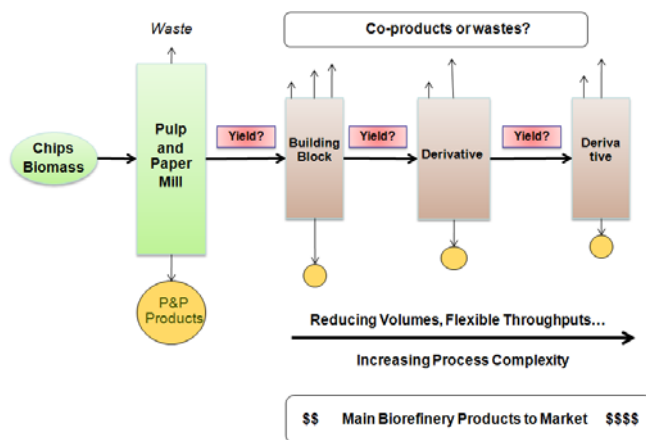 Waste
Co-products or wastes?
Chips
Biomass
Pulp
and
Paper
Mill
Yield?
Building
Block
Yield?
Derivative
Yield?
Deriva
tive
P&P
Products
Reducing Volumes, Flexible Throughputs…
Increasing Process Complexity
$$ Main Biorefinery Products to Market $$$$